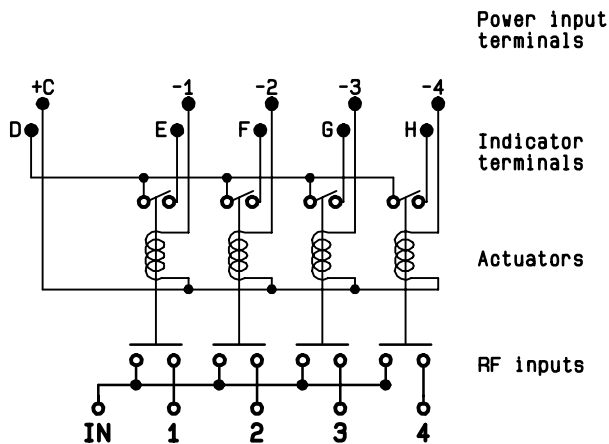 Power input
terminals
+C -1 -2 -3 -4
D E F G H
Indicator
terminals
Actuators
RF inputs
IN 1 2 3 4